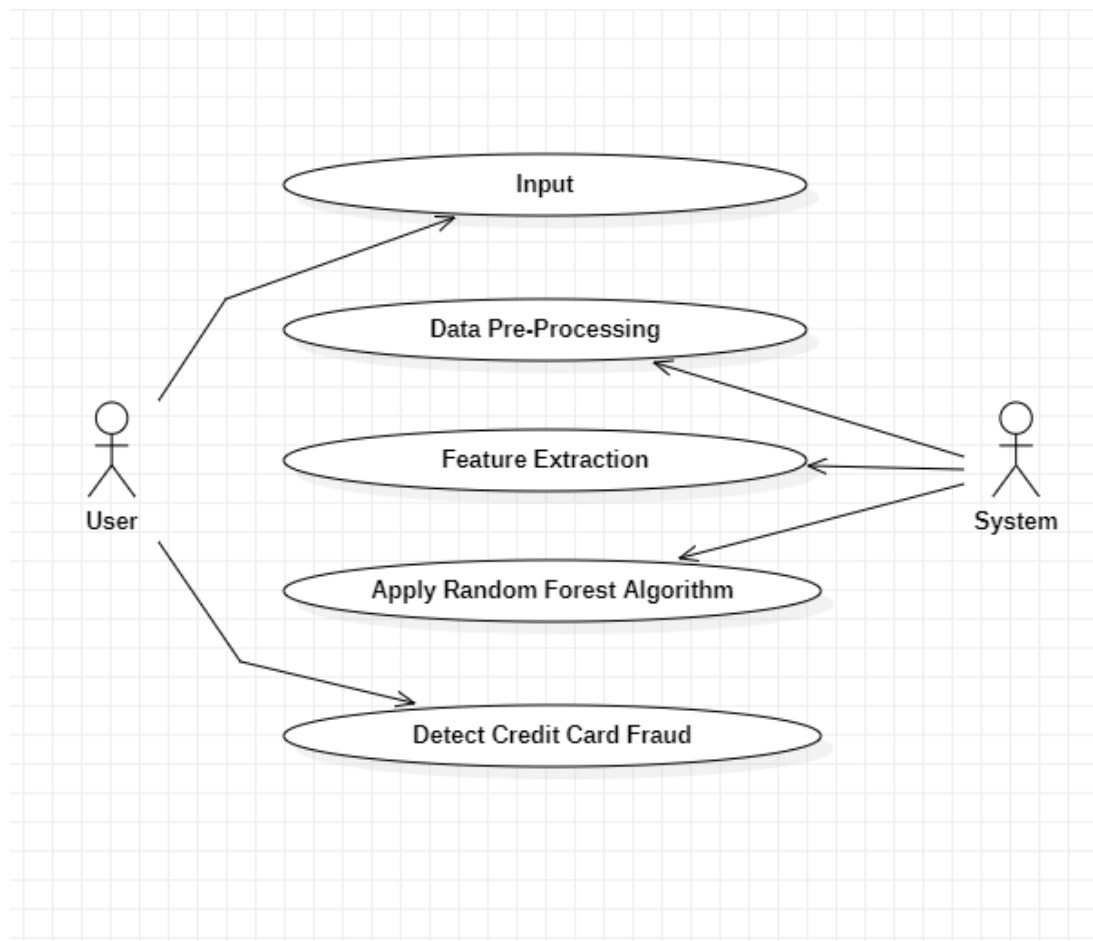 Input
Data Pre-Processing
Feature Extraction
User
System
Apply Random Forest Algorithm
Detect Credit Card Fraud